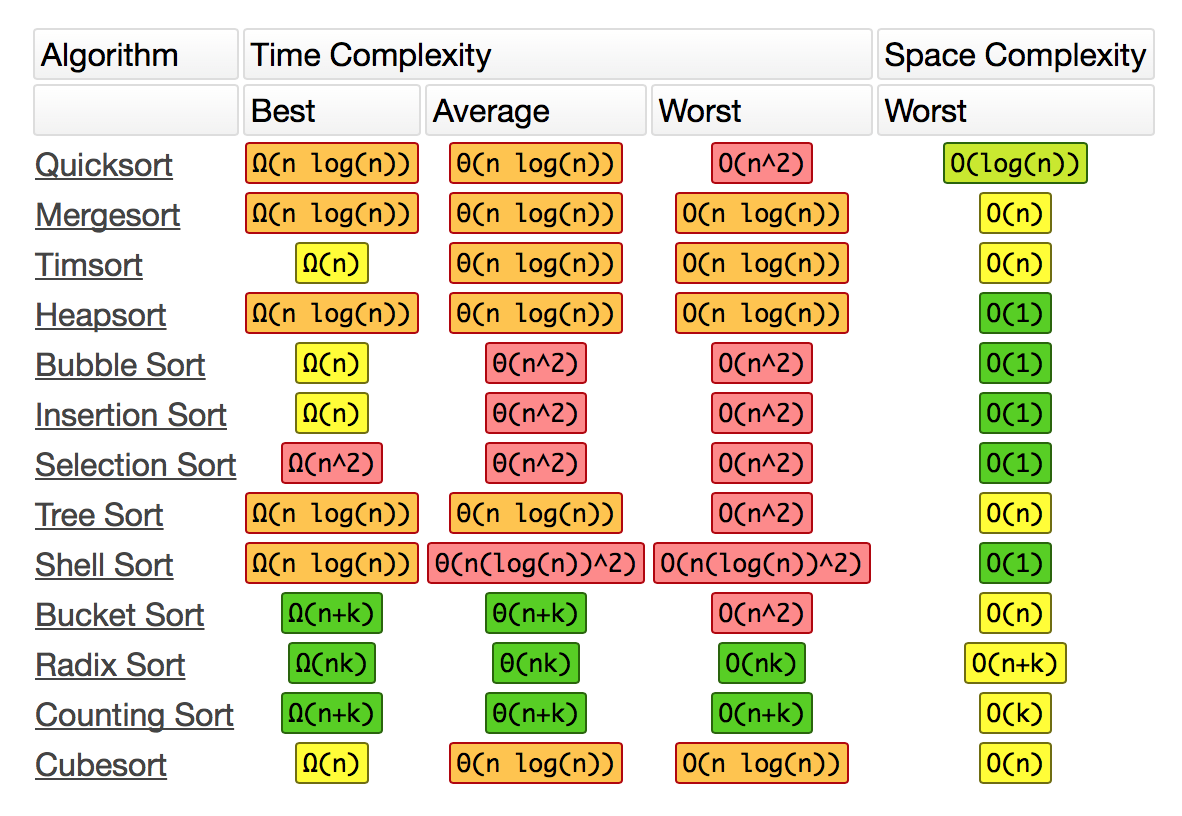 Algorithm Time Complexity Space Complexity
Best Average Worst Worst
Quicksort Ω(n log(n)) Θ(n log(n)) O(n^2) O(log(n))
Mergesort Ω(n log(n)) Θ(n log(n)) O(n log(n)) O(n)
Timsort Ω(n) Θ(n log(n)) O(n log(n)) O(n)
Heapsort Ω(n log(n)) Θ(n log(n)) O(n log(n)) O(1)
Bubble Sort Ω(n) Θ(n^2) O(n^2) O(1)
Insertion Sort Ω(n) Θ(n^2) O(n^2) O(1)
Selection Sort Ω(n^2) Θ(n^2) O(n^2) O(1)
Tree Sort Ω(n log(n)) Θ(n log(n)) O(n^2) O(n)
Shell Sort Ω(n log(n)) Θ(n(log(n))^2) O(n(log(n))^2) O(1)
Bucket Sort Ω(n+k) Θ(n+k) O(n^2) O(n)
Radix Sort Ω(nk) Θ(nk) O(nk) O(n+k)
Counting Sort Ω(n+k) Θ(n+k) O(n+k) O(k)
Cubesort Ω(n) Θ(n log(n)) O(n log(n)) O(n)